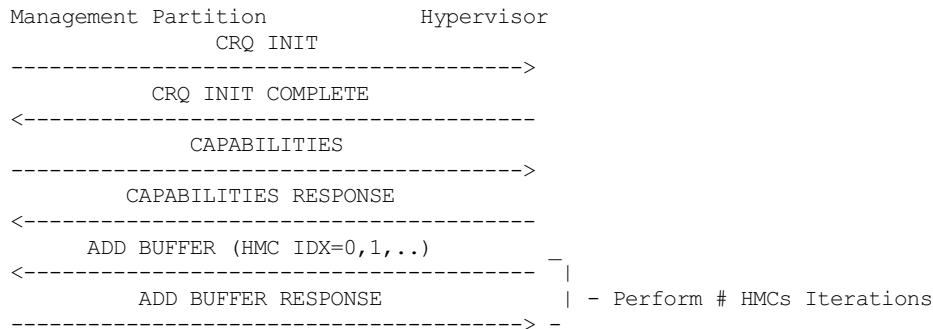 Management Partition                Hypervisor
                CRQ INIT
---------------------------------------->
           CRQ INIT COMPLETE
<----------------------------------------
              CAPABILITIES
---------------------------------------->
         CAPABILITIES RESPONSE
<----------------------------------------
      ADD BUFFER (HMC IDX=0,1,..)         _
<---------------------------------------- |
          ADD BUFFER RESPONSE              | - Perform # HMCs Iterations
----------------------------------------> -